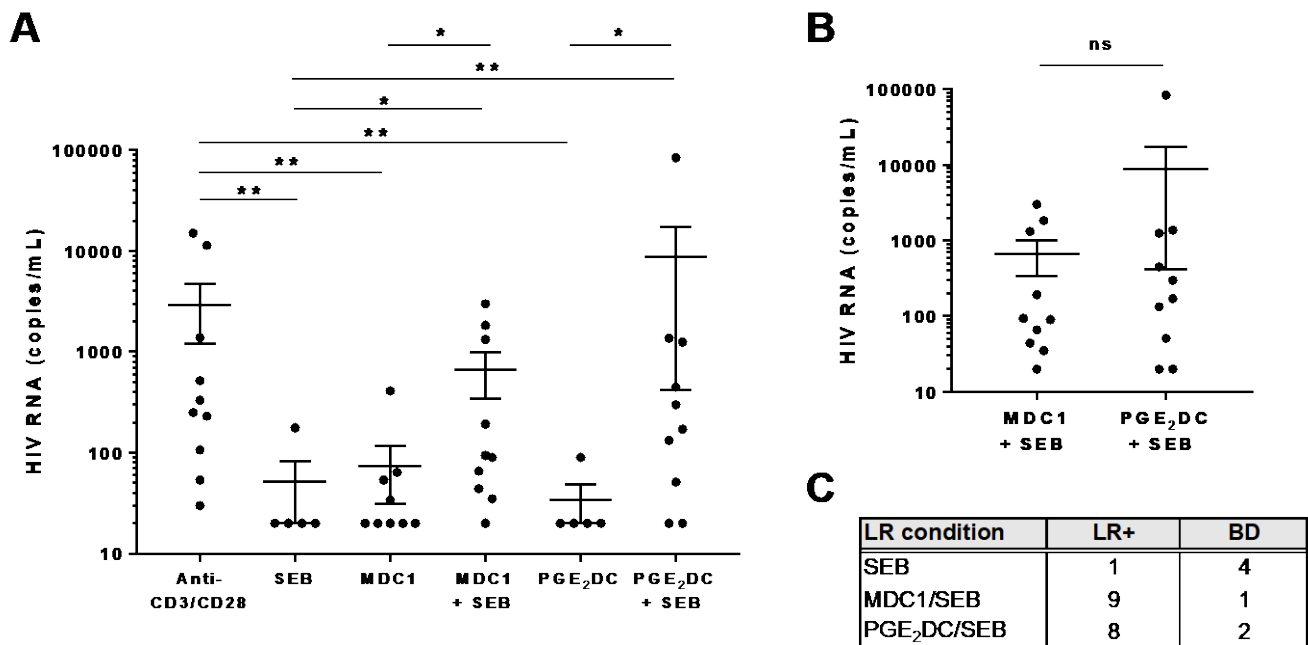 A
*
*
**
*
**
**
**
HIV RNA (copies/mL)
100000
10000
1000
100
10
Anti-
CD3/CD28
SEB
MDC1
MDC1
+ SEB
PGE₂DC
PGE₂DC
+ SEB
B
ns
HIV RNA (copies/mL)
100000
10000
1000
100
10
MDC1
+ SEB
PGE₂DC
+ SEB
C
LR condition LR+ BD
SEB 1 4
MDC1/SEB 9 1
PGE₂DC/SEB 8 2